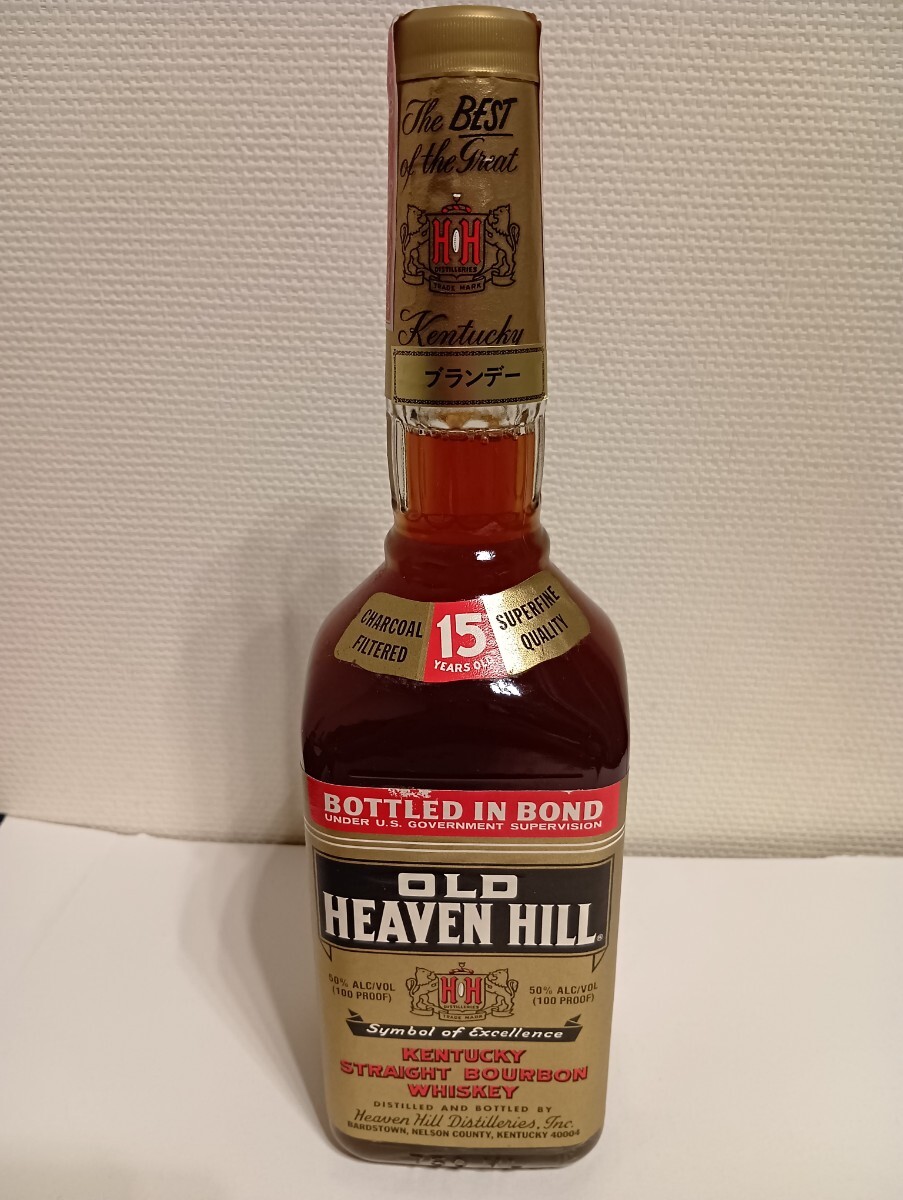 The BEST
of the Great
H H
DISTILLERIES
TRADE MARK
Kentucky
ブランデー
CHARCOAL
FILTERED
15
YEARS OLD
SUPERFINE
QUALITY
BOTTLED IN BOND
UNDER U.S. GOVERNMENT SUPERVISION
OLD
HEAVEN HILL®
50% ALC/VOL
(100 PROOF)
H H
DISTILLERIES
TRADE MARK
50% ALC/VOL
(100 PROOF)
Symbol of Excellence
KENTUCKY
STRAIGHT BOURBON
WHISKEY
DISTILLED AND BOTTLED BY
Heaven Hill Distilleries, Inc.
BARDSTOWN, NELSON COUNTY, KENTUCKY 40004